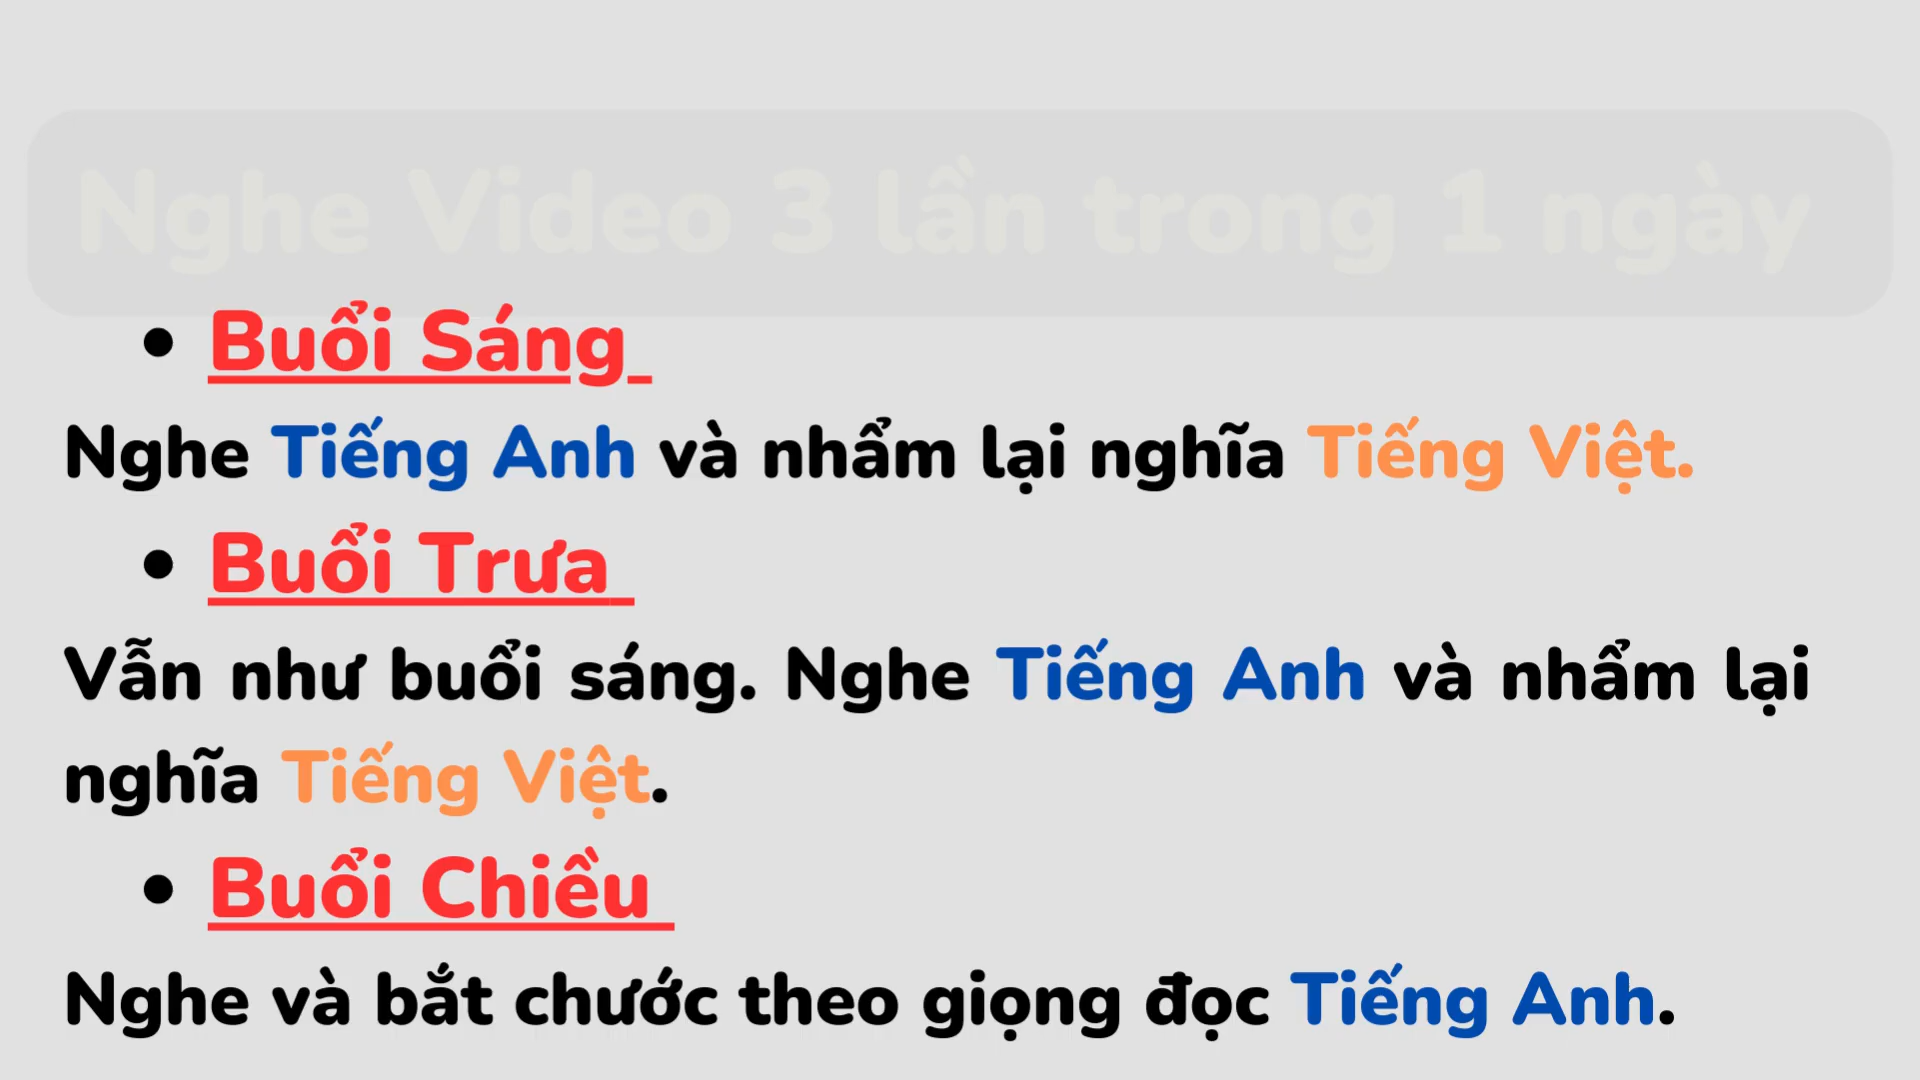 Nghe Video 3 lần trong 1 ngày
• Buổi Sáng
Nghe Tiếng Anh và nhẩm lại nghĩa Tiếng Việt.
• Buổi Trưa
Vẫn như buổi sáng. Nghe Tiếng Anh và nhẩm lại
nghĩa Tiếng Việt.
• Buổi Chiều
Nghe và bắt chước theo giọng đọc Tiếng Anh.